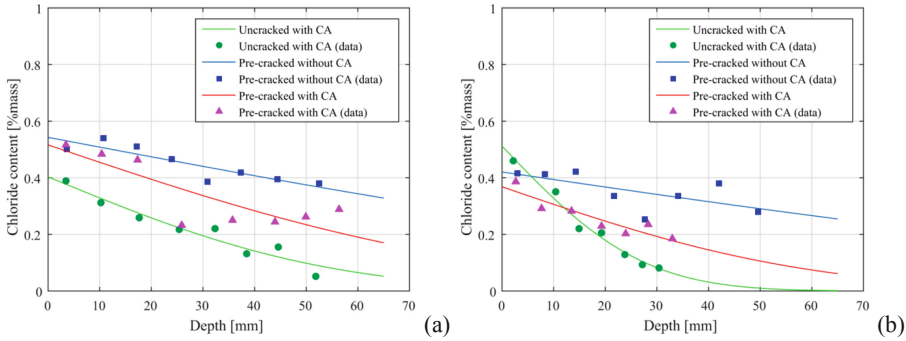 1
0.8
0.6
0.4
0.2
0
Chloride content [%mass]
Uncracked with CA
Uncracked with CA (data)
Pre-cracked without CA
Pre-cracked without CA (data)
Pre-cracked with CA
Pre-cracked with CA (data)
0 10 20 30 40 50 60 70
Depth [mm]
(a)
1
0.8
0.6
0.4
0.2
0
Chloride content [%mass]
Uncracked with CA
Uncracked with CA (data)
Pre-cracked without CA
Pre-cracked without CA (data)
Pre-cracked with CA
Pre-cracked with CA (data)
0 10 20 30 40 50 60 70
Depth [mm]
(b)